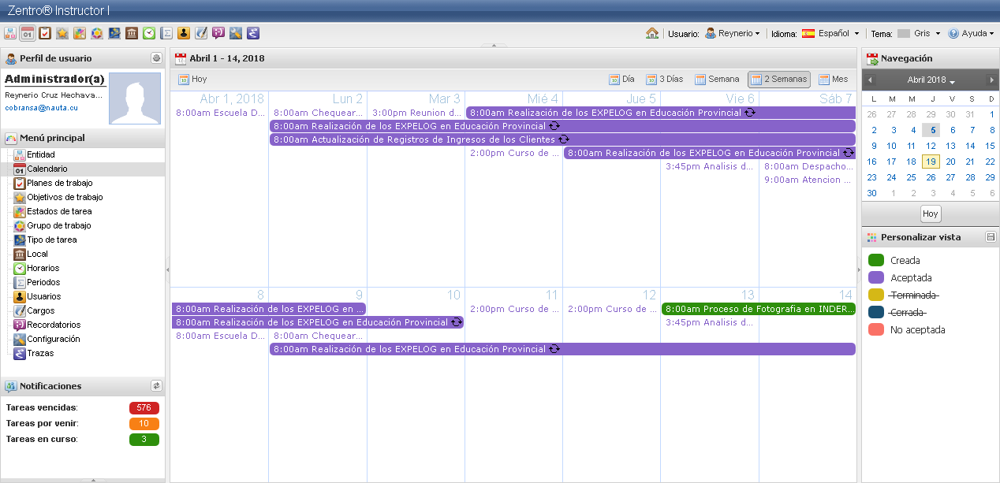 Zentro® Instructor |
Usuario: Reynerio Idioma: Español Tema: Gris Ayuda
Perfil de usuario
Administrador(a)
Reynerio Cruz Hechava...
cobransa@nauta.cu
Menú principal
Entidad
Calendario
Planes de trabajo
Objetivos de trabajo
Estados de tarea
Grupo de trabajo
Tipo de tarea
Local
Horarios
Periodos
Usuarios
Cargos
Recordatorios
Configuración
Trazas
Notificaciones
Tareas vencidas: 576
Tareas por venir: 10
Tareas en curso: 3
Abril 1 - 14, 2018
Hoy Día 3 Días Semana 2 Semanas Mes
Abr 1, 2018 Lun 2 Mar 3 Mié 4 Jue 5 Vie 6 Sáb 7
8:00am Escuela D... 8:00am Chequear... 3:00pm Reunion d... 8:00am Realización de los EXPELOG en Educación Provincial
8:00am Realización de los EXPELOG en Educación Provincial
8:00am Actualización de Registros de Ingresos de los Clientes
2:00pm Curso de ... 8:00am Realización de los EXPELOG en Educación Provincial
3:45pm Analisis d... 8:00am Despacho...
9:00am Atencion ...
8 9 10 11 12 13 14
8:00am Realización de los EXPELOG en ... 2:00pm Curso de ... 2:00pm Curso de ... 8:00am Proceso de Fotografia en INDER...
8:00am Realización de los EXPELOG en Educación Provincial 3:45pm Analisis d...
8:00am Escuela D... 8:00am Chequear...
8:00am Realización de los EXPELOG en Educación Provincial
Navegación
Abril 2018
L M M J V S D
26 27 28 29 30 31 1
2 3 4 5 6 7 8
9 10 11 12 13 14 15
16 17 18 19 20 21 22
23 24 25 26 27 28 29
30 1 2 3 4 5 6
Hoy
Personalizar vista
Creada
Aceptada
Terminada
Cerrada
No aceptada